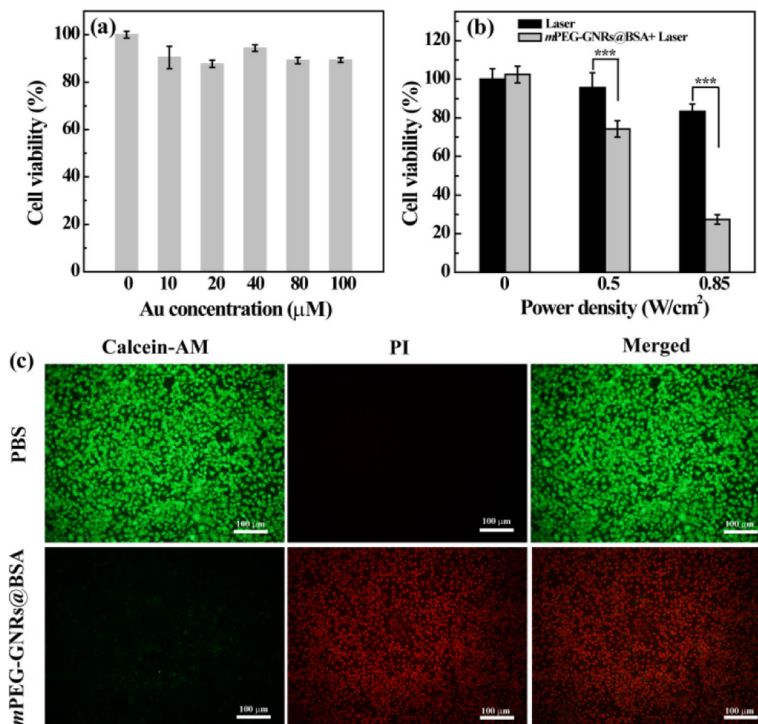 (a)
100
80
60
40
20
0
Cell viability (%)
0 10 20 40 80 100
Au concentration (μM)
(b)
Laser
mPEG-GNRs@BSA+ Laser
120
100
80
60
40
20
0
Cell viability (%)
***
***
0 0.5 0.85
Power density (W/cm²)
(c)
Calcein-AM PI Merged
PBS
100 μm 100 μm 100 μm
mPEG-GNRs@BSA
100 μm 100 μm 100 μm